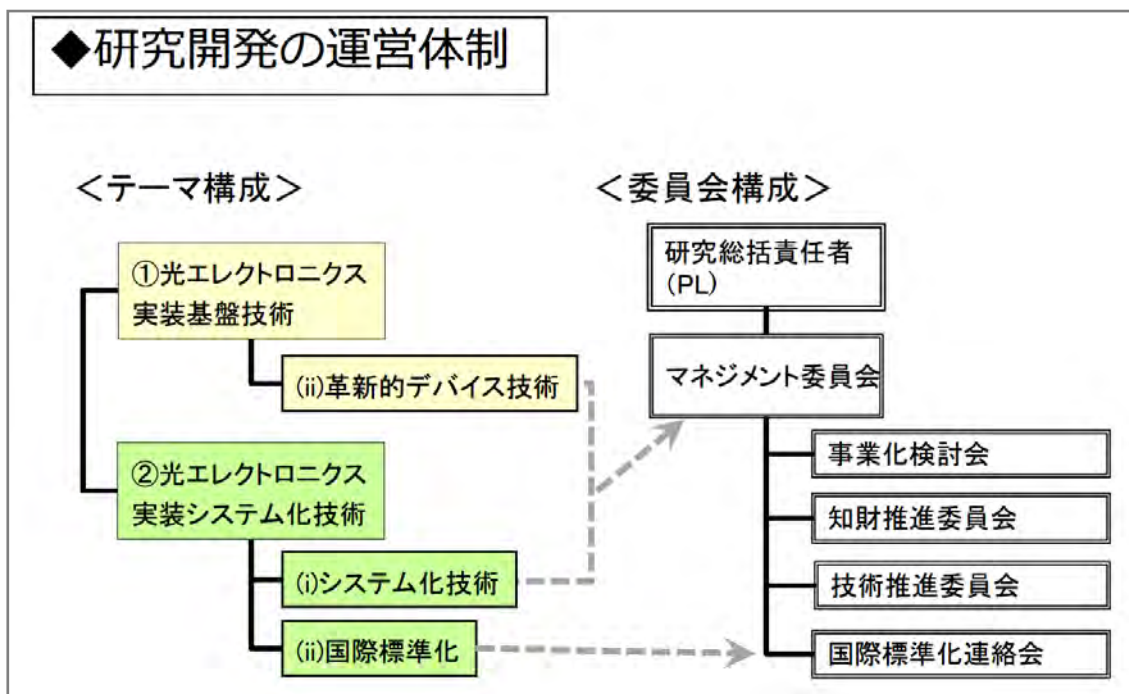 ◆研究開発の運営体制
＜テーマ構成＞
①光エレクトロニクス
実装基盤技術
(ii)革新的デバイス技術
②光エレクトロニクス
実装システム化技術
(i)システム化技術
(ii)国際標準化
＜委員会構成＞
研究総括責任者
(PL)
マネジメント委員会
事業化検討会
知財推進委員会
技術推進委員会
国際標準化連絡会